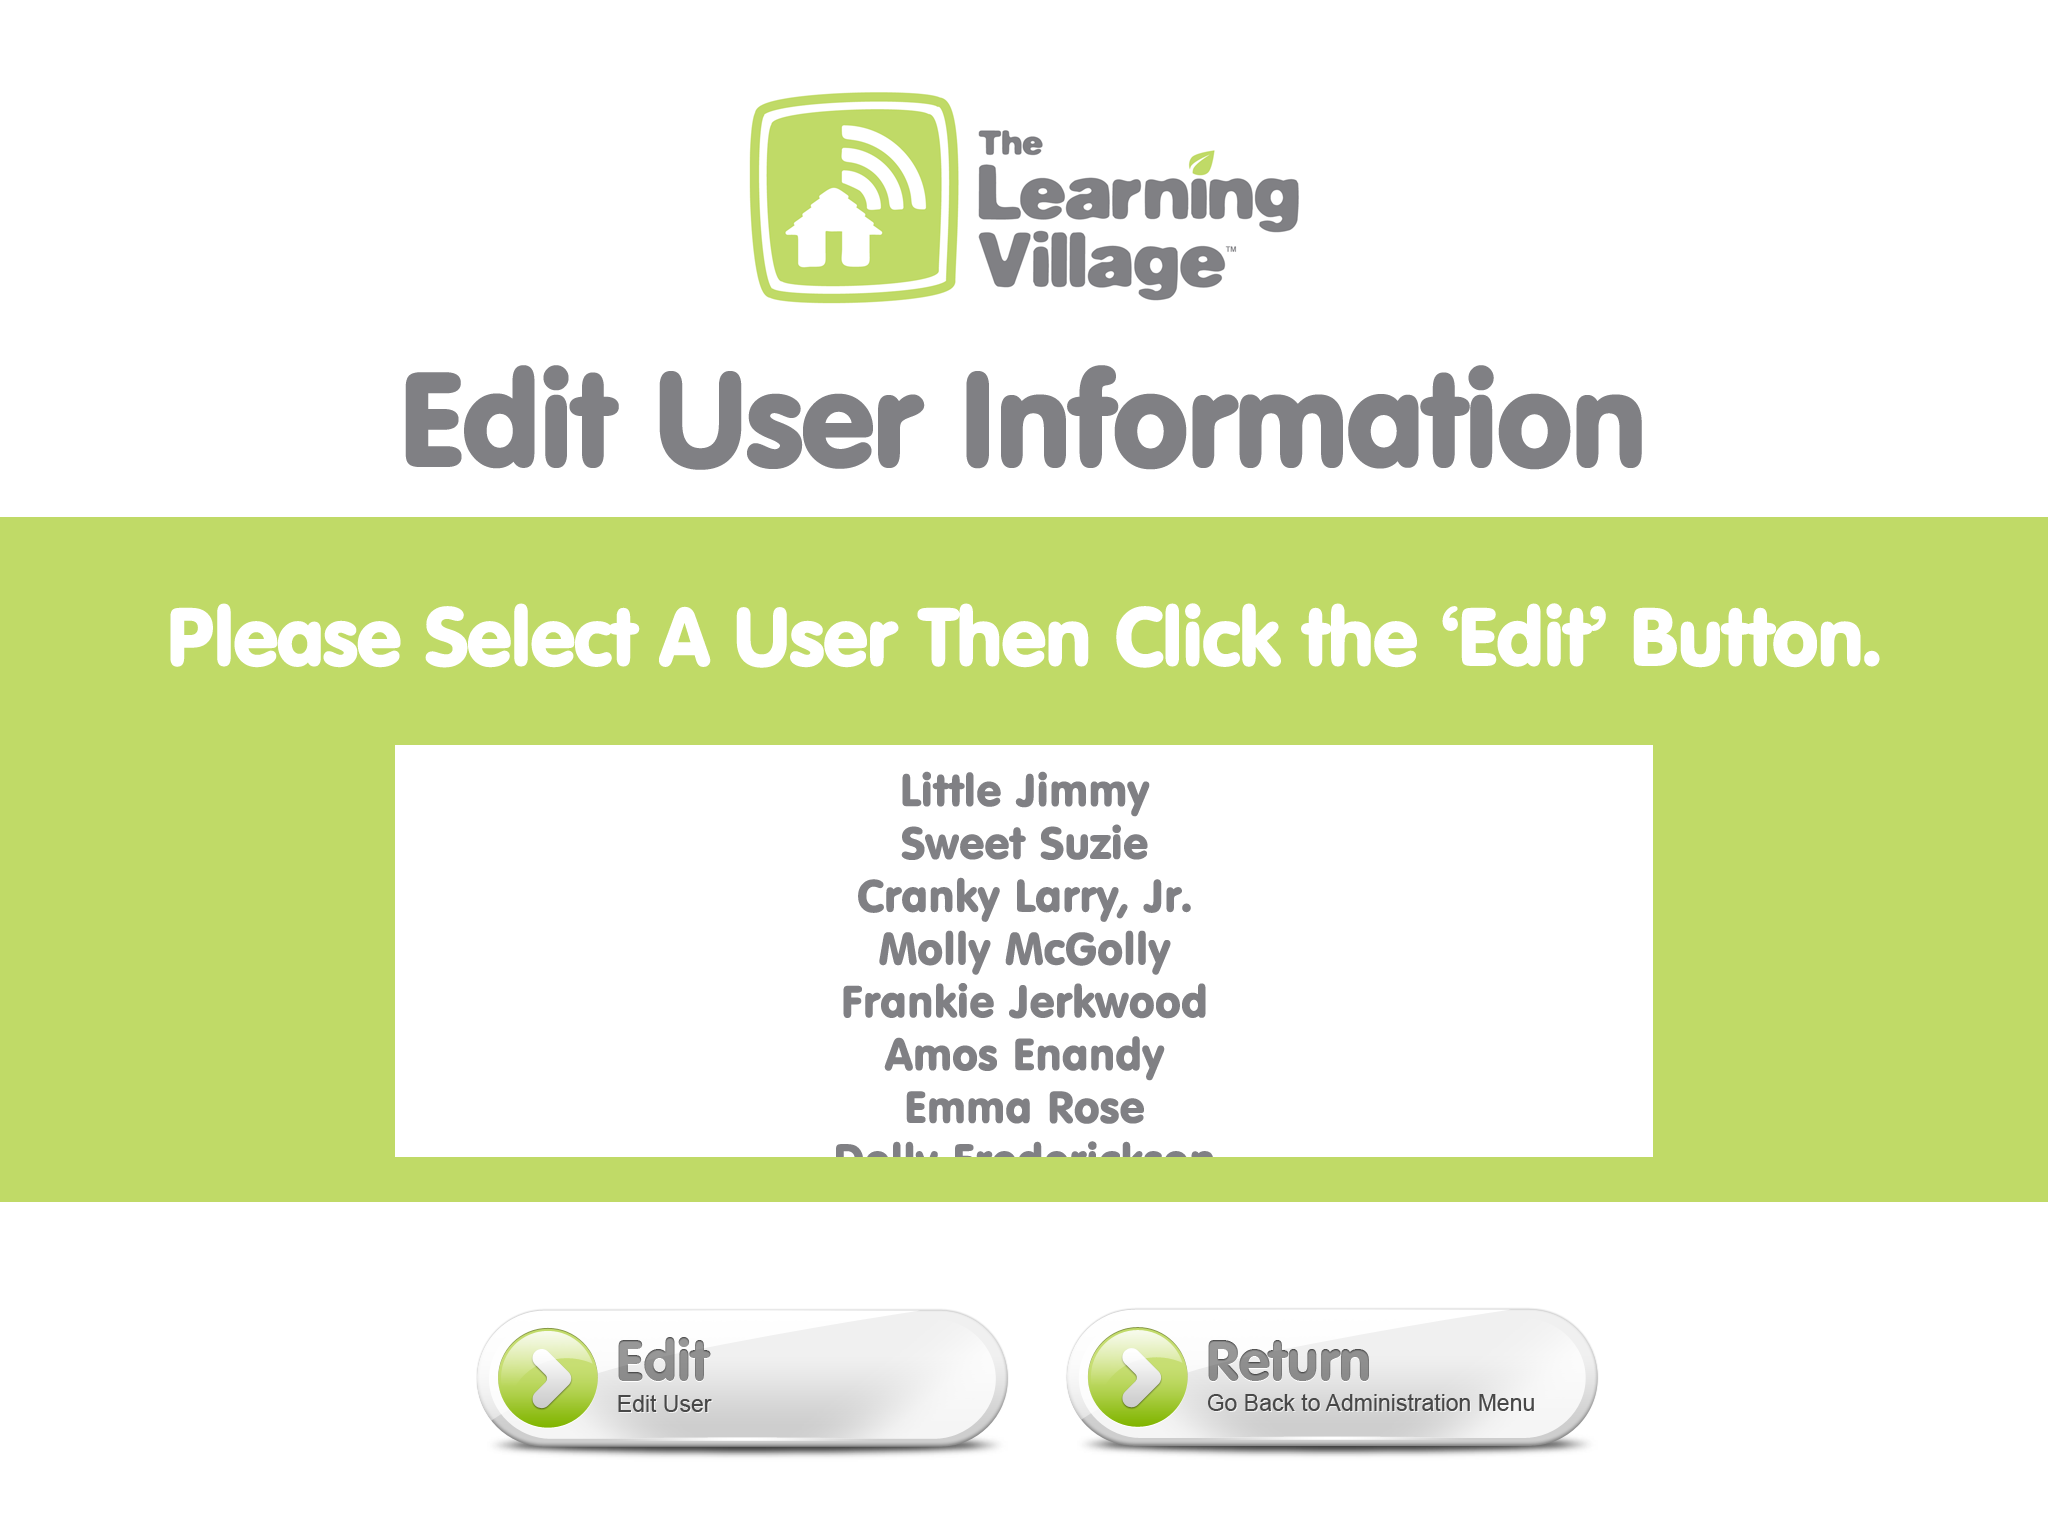 The
Learning
Village™
Edit User Information
Please Select A User Then Click the ‘Edit’ Button.
Little Jimmy
Sweet Suzie
Cranky Larry, Jr.
Molly McGolly
Frankie Jerkwood
Amos Enandy
Emma Rose
Edit
Edit User
Return
Go Back to Administration Menu